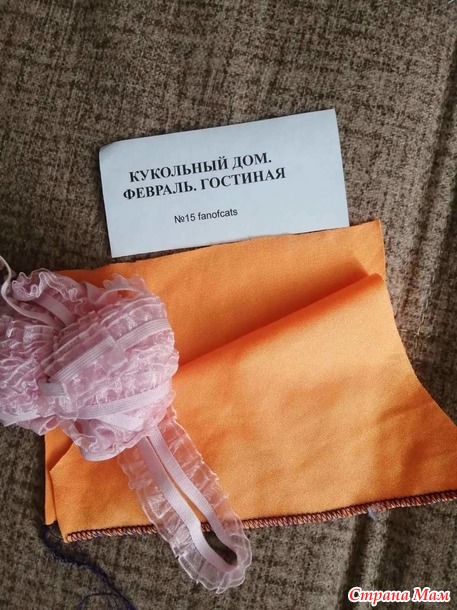 КУКОЛЬНЫЙ ДОМ.
ФЕВРАЛЬ. ГОСТИНАЯ
№15 fanofcats
Страна Мам